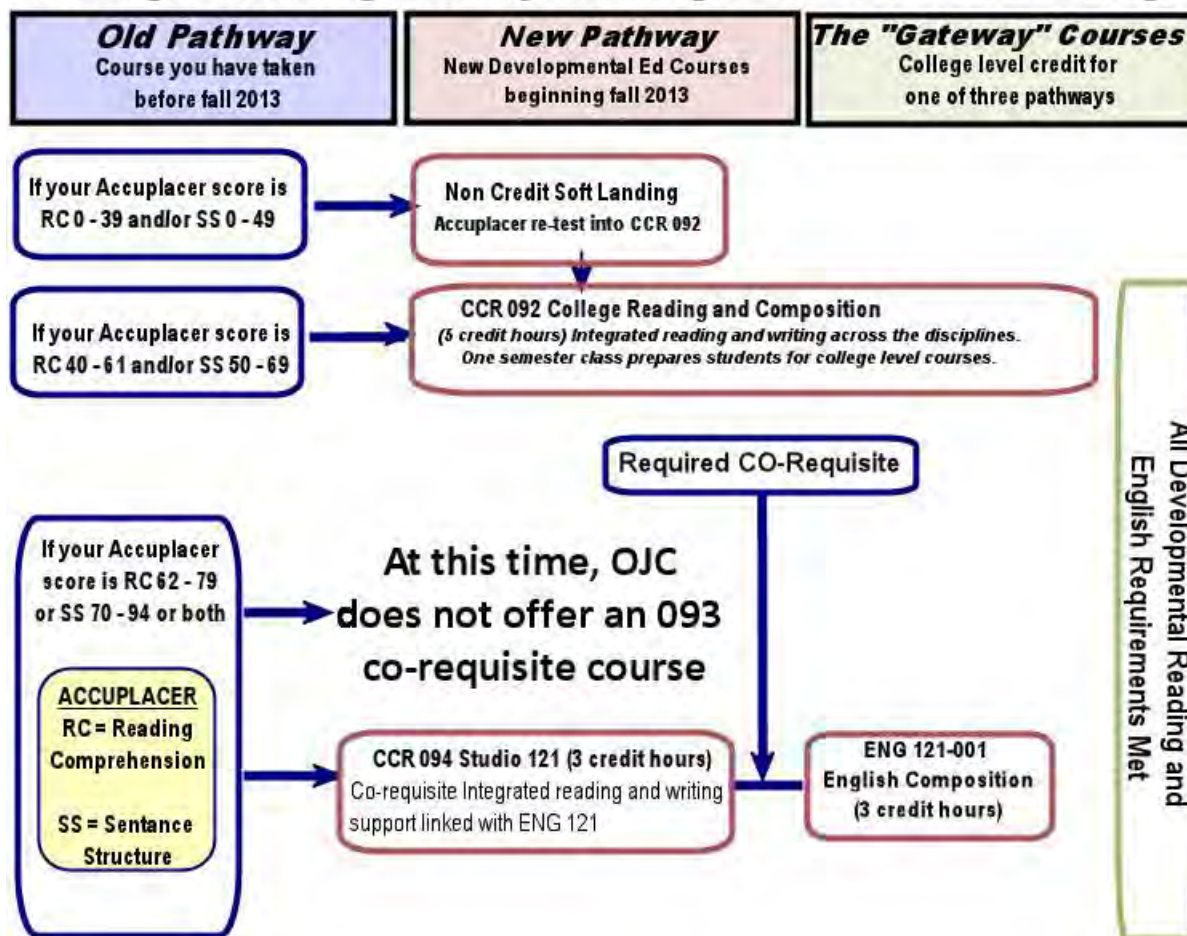 Old Pathway
Course you have taken
before fall 2013
New Pathway
New Developmental Ed Courses
beginning fall 2013
The "Gateway" Courses
College level credit for
one of three pathways
If your Accuplacer score is
RC 0 - 39 and/or SS 0 - 49
Non Credit Soft Landing
Accuplacer re-test into CCR 092
If your Accuplacer score is
RC 40 - 61 and/or SS 50 - 69
CCR 092 College Reading and Composition
(5 credit hours) Integrated reading and writing across the disciplines.
One semester class prepares students for college level courses.
Required CO-Requisite
If your Accuplacer
score is RC 62 - 79
or SS 70 - 94 or both
At this time, OJC
does not offer an 093
co-requisite course
ACCUPLACER
RC = Reading
Comprehension
SS = Sentance
Structure
CCR 094 Studio 121 (3 credit hours)
Co-requisite Integrated reading and writing
support linked with ENG 121
ENG 121-001
English Composition
(3 credit hours)
All Developmental Reading and
English Requirements Met